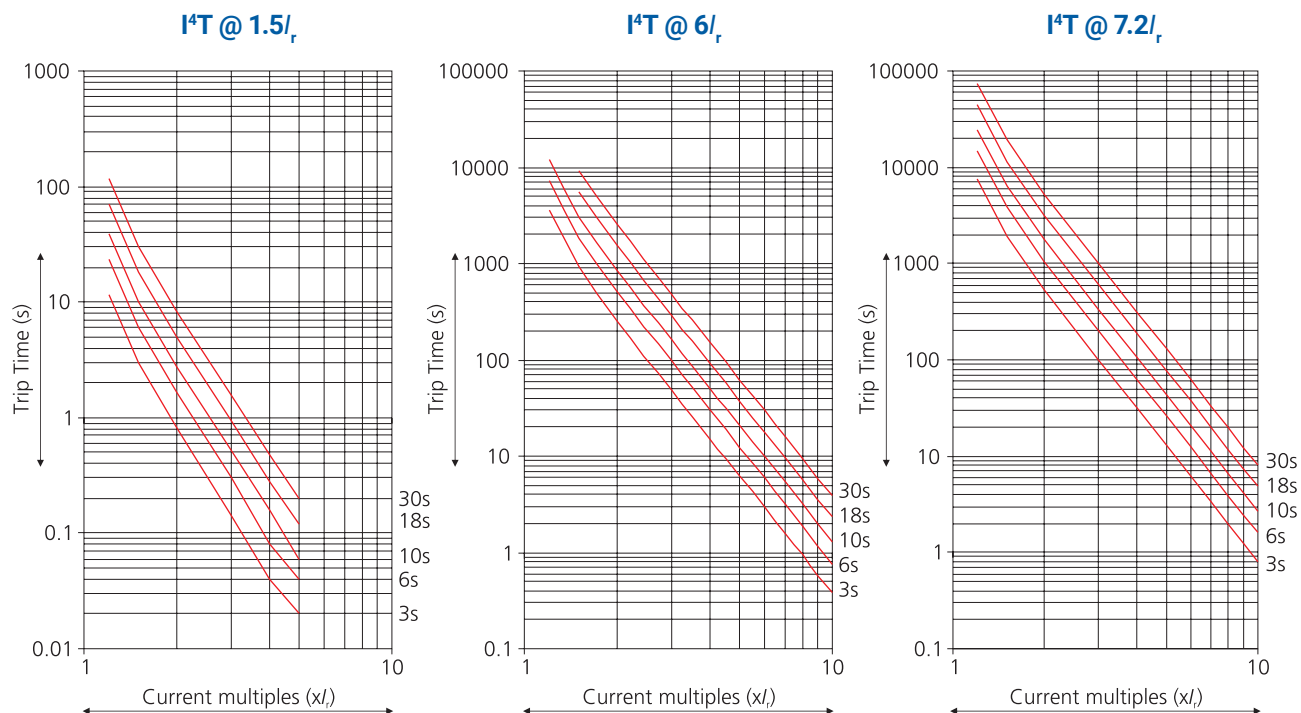 I⁴T @ 1.5Iᵣ
1000
100
10
1
0.1
0.01
Trip Time (s)
30s
18s
10s
6s
3s
1
10
Current multiples (xIᵣ)
I⁴T @ 6Iᵣ
100000
10000
1000
100
10
1
0.1
Trip Time (s)
30s
18s
10s
6s
3s
1
10
Current multiples (xIᵣ)
I⁴T @ 7.2Iᵣ
100000
10000
1000
100
10
1
0.1
Trip Time (s)
30s
18s
10s
6s
3s
1
10
Current multiples (xIᵣ)